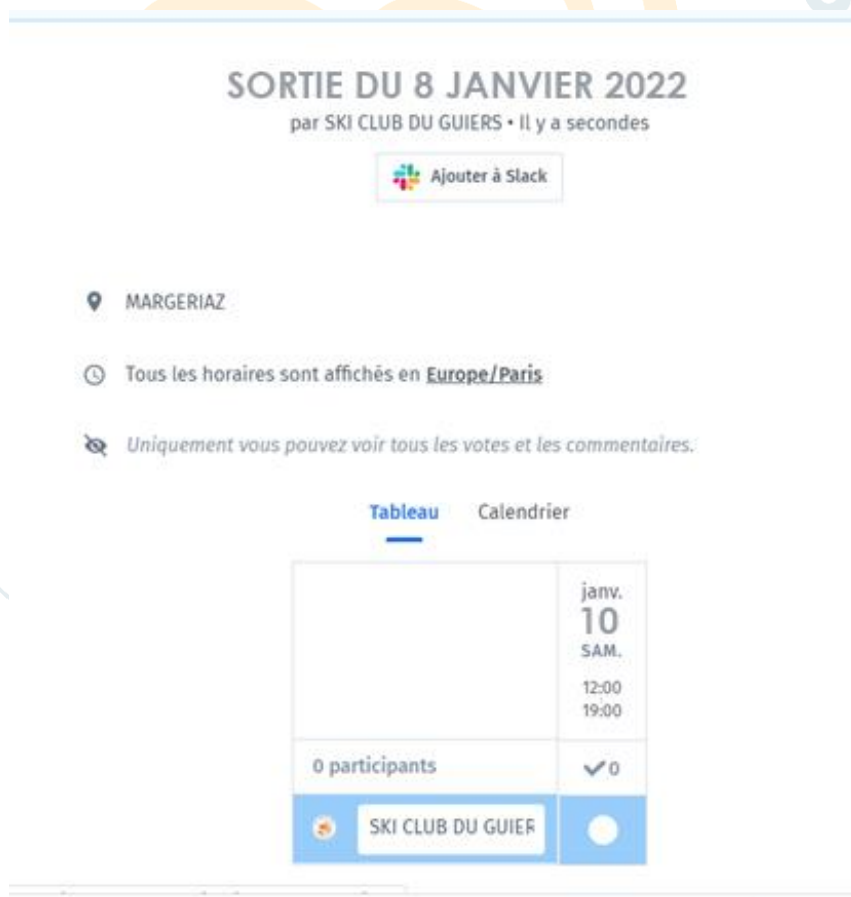 SORTIE DU 8 JANVIER 2022
par SKI CLUB DU GUIERS • Il y a secondes
Ajouter à Slack
MARGERIAZ
Tous les horaires sont affichés en Europe/Paris
Uniquement vous pouvez voir tous les votes et les commentaires.
Tableau Calendrier
janv.
10
SAM.
12:00
19:00
0 participants 0
SKI CLUB DU GUIER